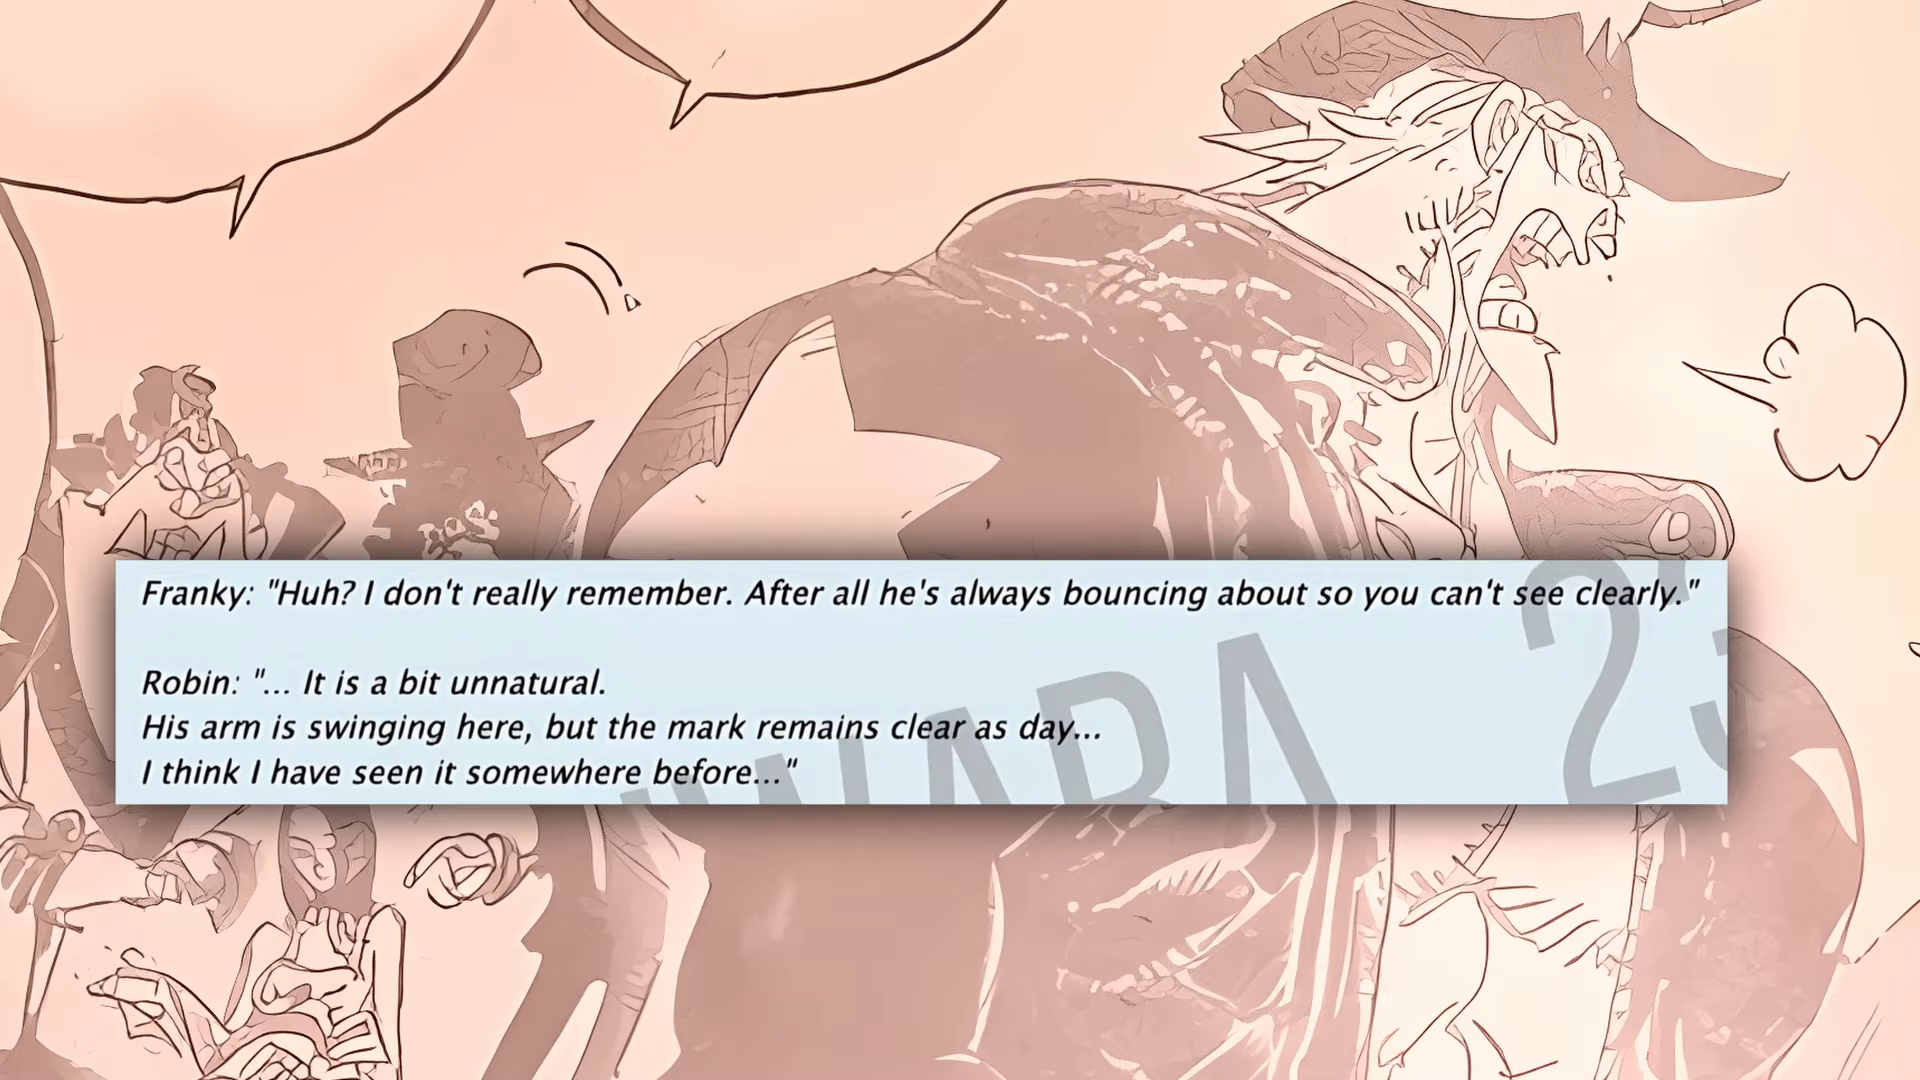 Franky: "Huh? I don't really remember. After all he's always bouncing about so you can't see clearly."
Robin: "... It is a bit unnatural.
His arm is swinging here, but the mark remains clear as day...
I think I have seen it somewhere before..."